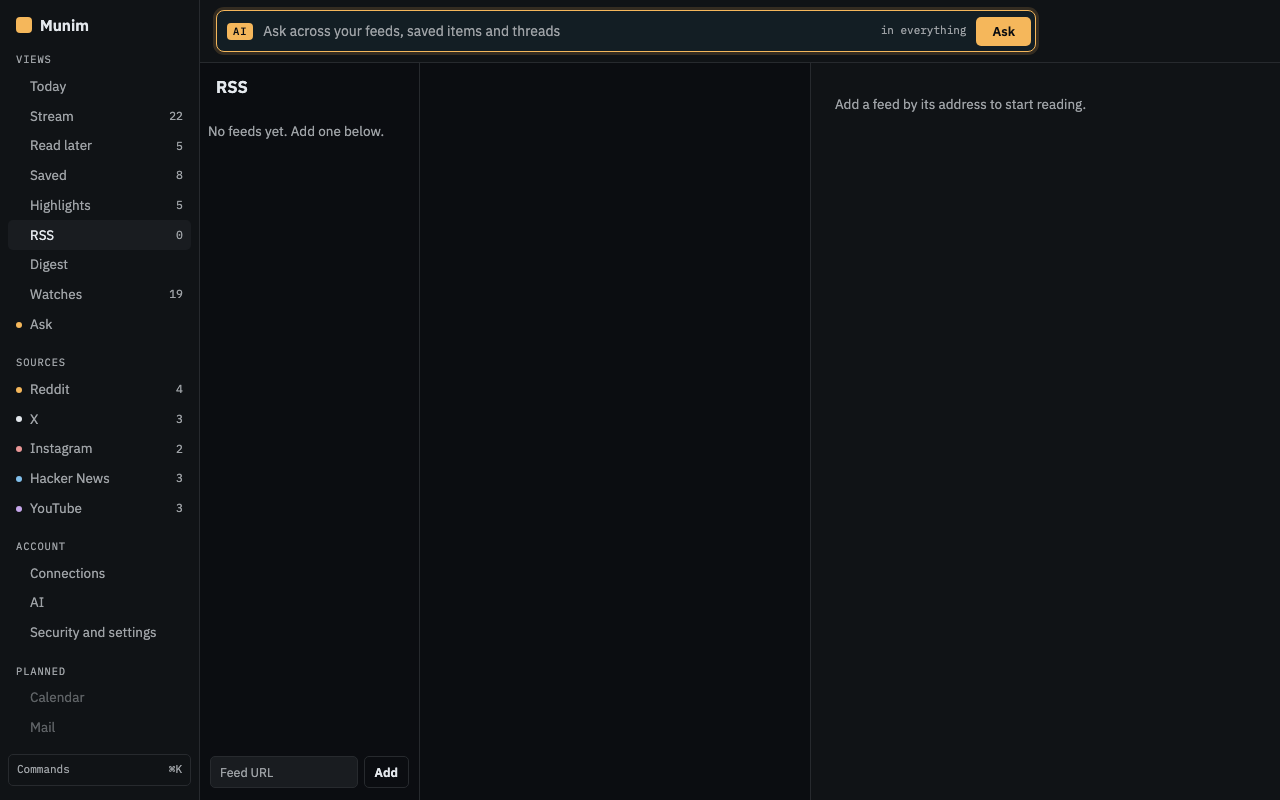 Munim
VIEWS
Today
Stream 22
Read later 5
Saved 8
Highlights 5
RSS 0
Digest
Watches 19
Ask
SOURCES
Reddit 4
X 3
Instagram 2
Hacker News 3
YouTube 3
ACCOUNT
Connections
AI
Security and settings
PLANNED
Calendar
Mail
Commands ⌘K
AI Ask across your feeds, saved items and threads in everything Ask
RSS
No feeds yet. Add one below.
Feed URL Add
Add a feed by its address to start reading.